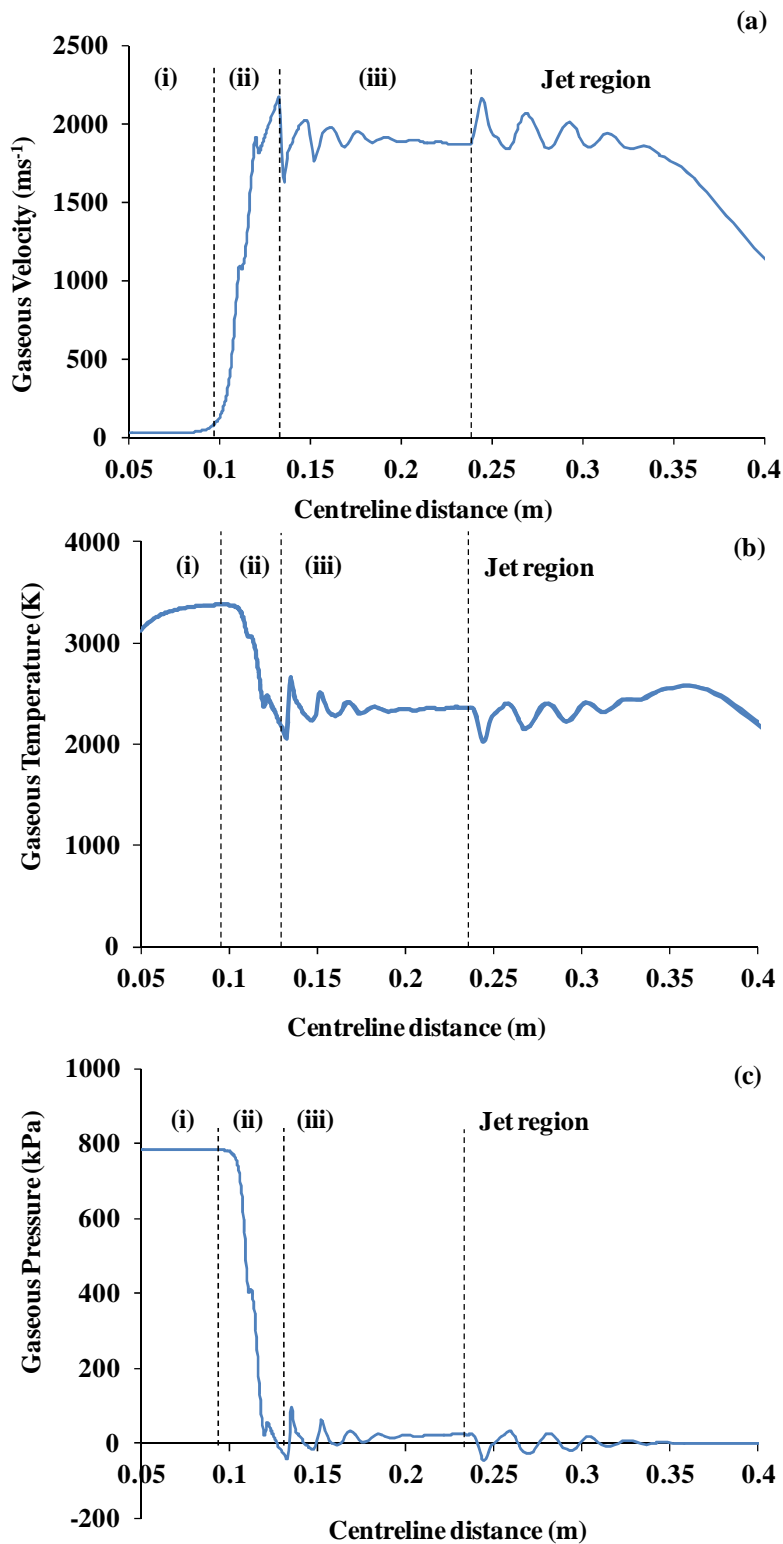 (a)
2500
2000
1500
1000
500
0
Gaseous Velocity (ms⁻¹)
(i) (ii) (iii) Jet region
0.05 0.1 0.15 0.2 0.25 0.3 0.35 0.4
Centreline distance (m)
(b)
4000
3000
2000
1000
0
Gaseous Temperature (K)
(i) (ii) (iii) Jet region
0.05 0.1 0.15 0.2 0.25 0.3 0.35 0.4
Centreline distance (m)
(c)
1000
800
600
400
200
0
-200
Gaseous Pressure (kPa)
(i) (ii) (iii) Jet region
0.05 0.1 0.15 0.2 0.25 0.3 0.35 0.4
Centreline distance (m)